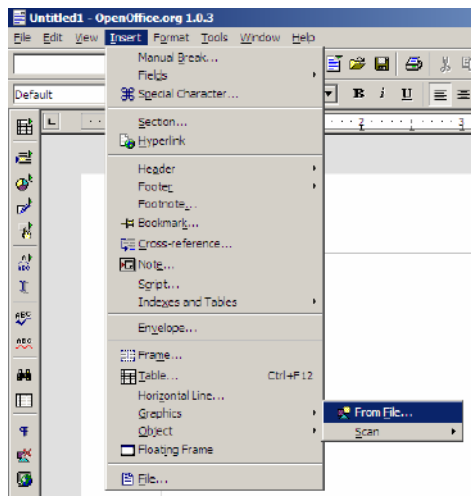 Untitled1 - OpenOffice.org 1.0.3
File Edit View Insert Format Tools Window Help
Manual Break...
Fields
Default
Special Character...
B i U
Section...
Hyperlink
Header
Footer
Footnote...
Bookmark...
Cross-reference...
Note...
Script...
Indexes and Tables
Envelope...
Frame...
Table... Ctrl+F12
Horizontal Line...
Graphics
From File...
Object
Scan
Floating Frame
File...